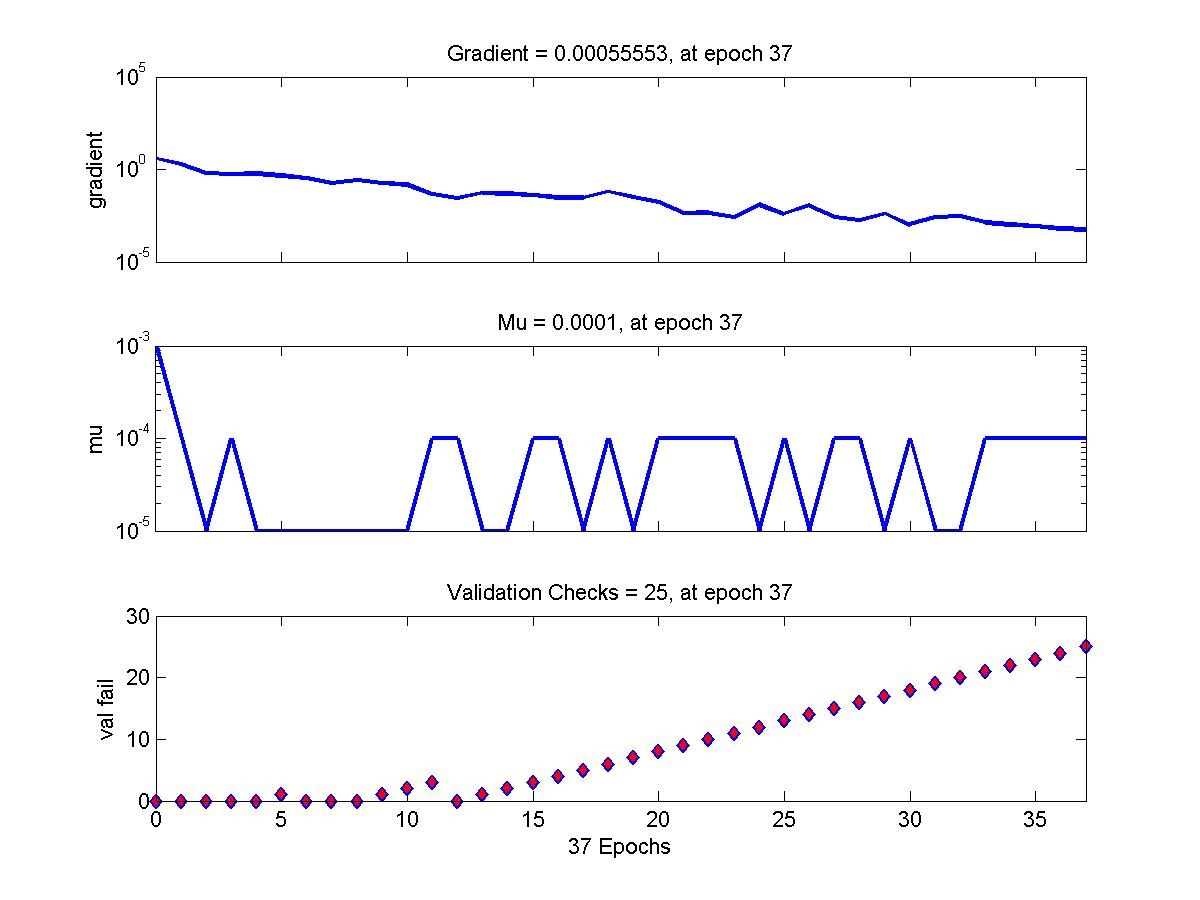 Gradient = 0.00055553, at epoch 37
10^5
10^0
10^-5
gradient
Mu = 0.0001, at epoch 37
10^-3
10^-4
10^-5
mu
Validation Checks = 25, at epoch 37
30
20
10
0
val fail
0 5 10 15 20 25 30 35
37 Epochs